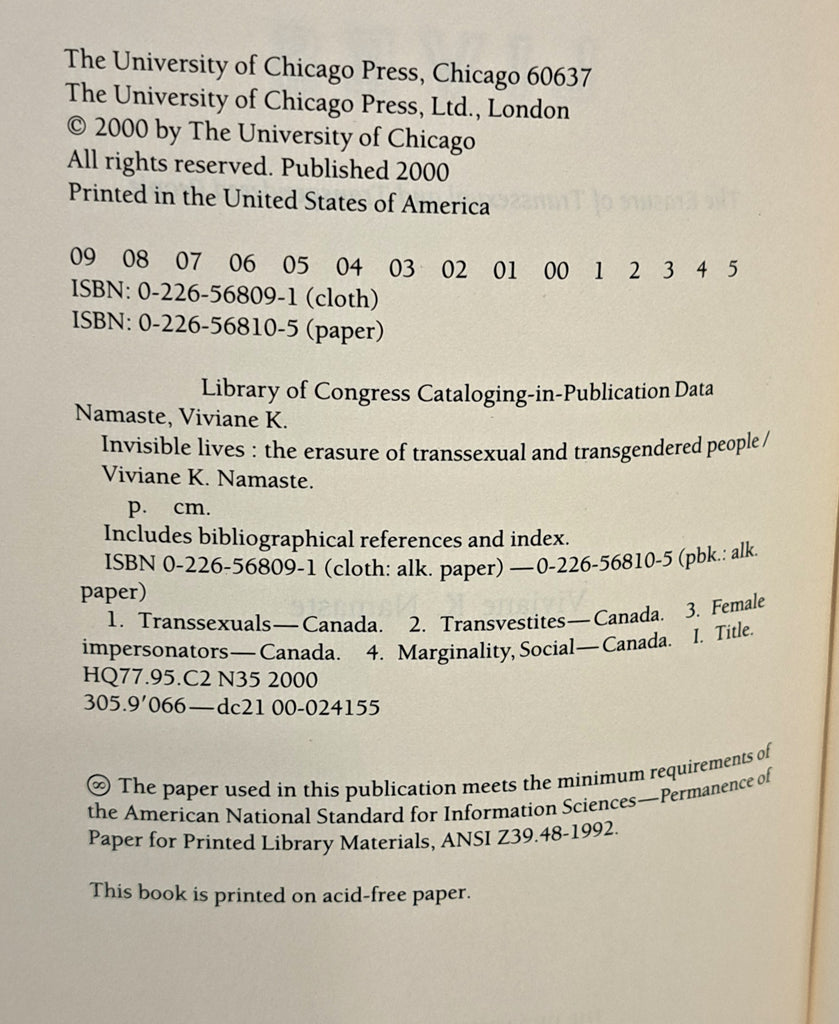 The University of Chicago Press, Chicago 60637
The University of Chicago Press, Ltd., London
© 2000 by The University of Chicago
All rights reserved. Published 2000
Printed in the United States of America
09 08 07 06 05 04 03 02 01 00 1 2 3 4 5
ISBN: 0-226-56809-1 (cloth)
ISBN: 0-226-56810-5 (paper)
Library of Congress Cataloging-in-Publication Data
Namaste, Viviane K.
Invisible lives : the erasure of transsexual and transgendered people /
Viviane K. Namaste.
p. cm.
Includes bibliographical references and index.
ISBN 0-226-56809-1 (cloth: alk. paper) —0-226-56810-5 (pbk.: alk.
paper)
1. Transsexuals—Canada. 2. Transvestites—Canada. 3. Female
impersonators—Canada. 4. Marginality, Social—Canada. I. Title.
HQ77.95.C2 N35 2000
305.9′066—dc21 00-024155
♾ The paper used in this publication meets the minimum requirements of
the American National Standard for Information Sciences—Permanence of
Paper for Printed Library Materials, ANSI Z39.48-1992.
This book is printed on acid-free paper.